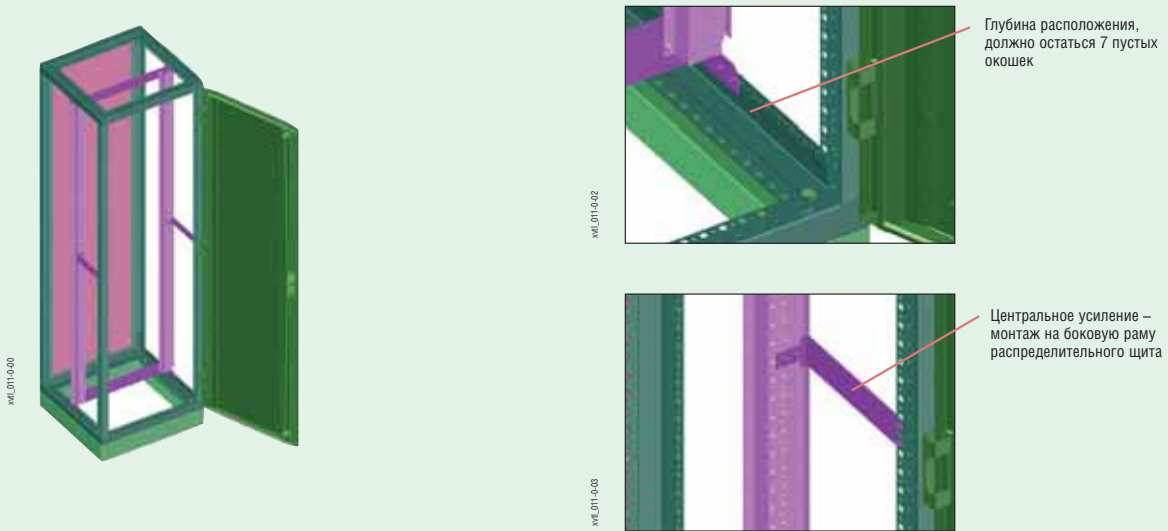 xvtl_011-0-00
xvtl_011-0-02
Глубина расположения,
должно остаться 7 пустых
окошек
xvtl_011-0-03
Центральное усиление –
монтаж на боковую раму
распределительного щита